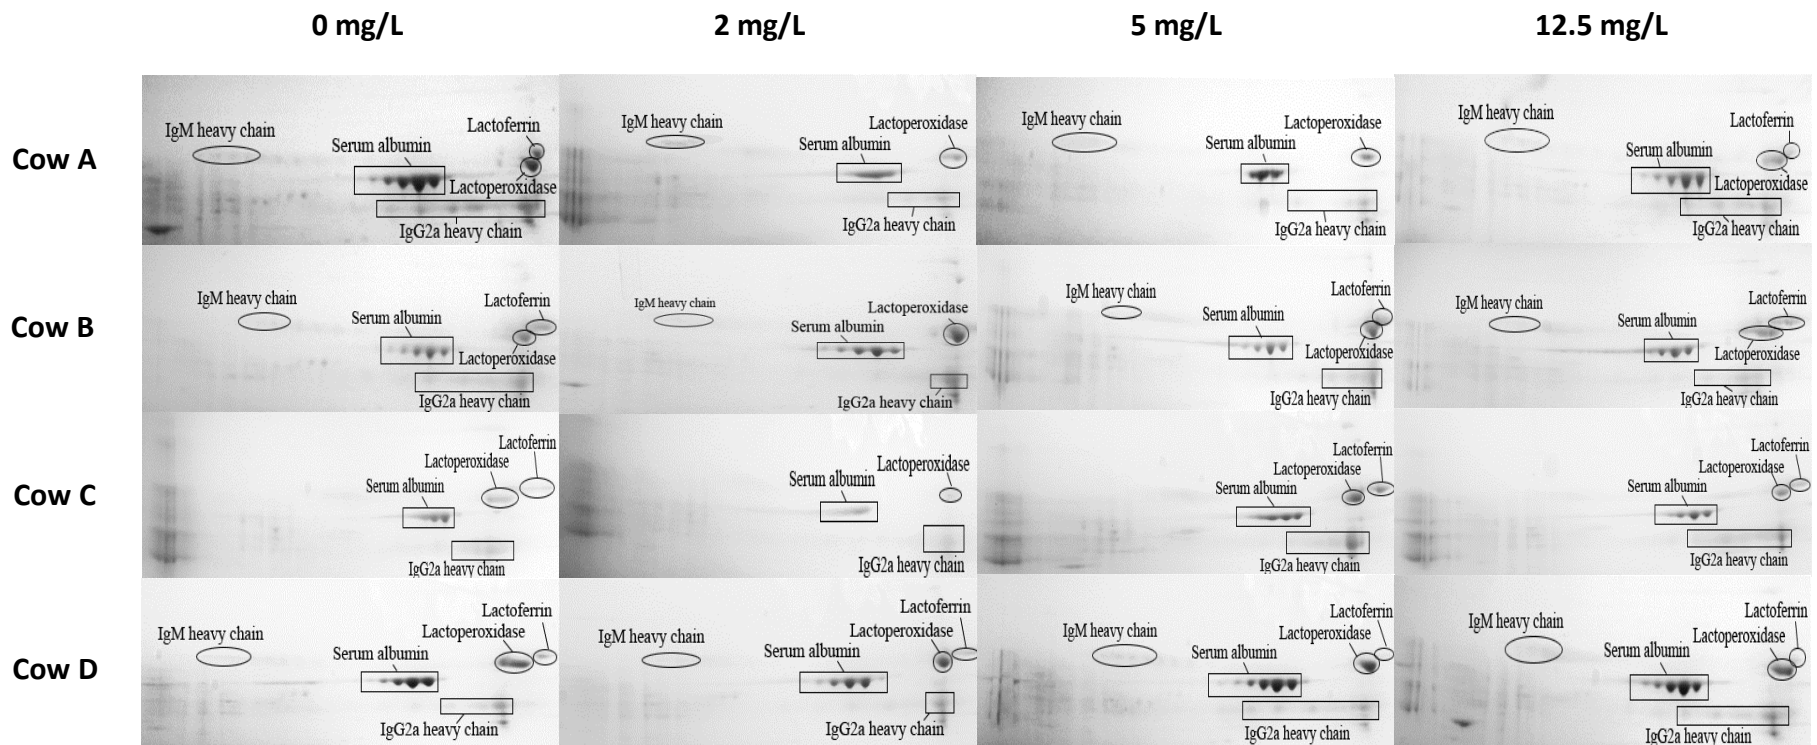 0 mg/L 2 mg/L 5 mg/L 12.5 mg/L
Cow A
IgM heavy chain
Serum albumin
Lactoferrin
Lactoperoxidase
IgG2a heavy chain
IgM heavy chain
Serum albumin
Lactoperoxidase
IgG2a heavy chain
IgM heavy chain
Serum albumin
Lactoperoxidase
IgG2a heavy chain
IgM heavy chain
Serum albumin
Lactoferrin
Lactoperoxidase
IgG2a heavy chain
Cow B
IgM heavy chain
Serum albumin
Lactoferrin
Lactoperoxidase
IgG2a heavy chain
IgM heavy chain
Serum albumin
Lactoperoxidase
IgG2a heavy chain
IgM heavy chain
Serum albumin
Lactoferrin
Lactoperoxidase
IgG2a heavy chain
IgM heavy chain
Serum albumin
Lactoferrin
Lactoperoxidase
IgG2a heavy chain
Cow C
Serum albumin
Lactoperoxidase
Lactoferrin
IgG2a heavy chain
Serum albumin
Lactoperoxidase
IgG2a heavy chain
Serum albumin
Lactoperoxidase
Lactoferrin
IgG2a heavy chain
Serum albumin
Lactoperoxidase
Lactoferrin
IgG2a heavy chain
Cow D
IgM heavy chain
Serum albumin
Lactoperoxidase
Lactoferrin
IgG2a heavy chain
IgM heavy chain
Serum albumin
Lactoperoxidase
Lactoferrin
IgG2a heavy chain
IgM heavy chain
Serum albumin
Lactoperoxidase
Lactoferrin
IgG2a heavy chain
IgM heavy chain
Serum albumin
Lactoperoxidase
Lactoferrin
IgG2a heavy chain